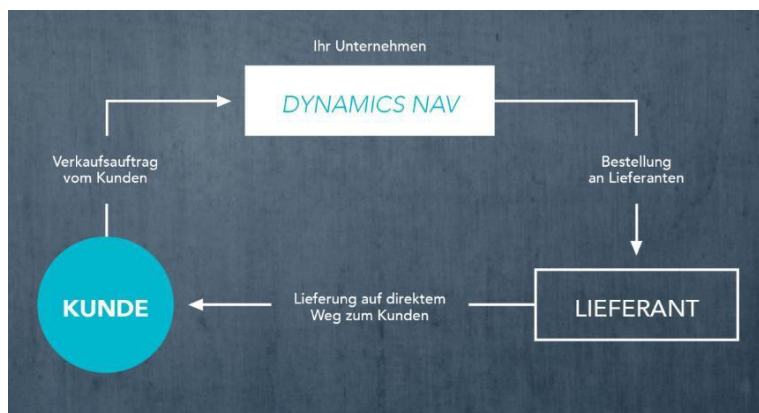 Ihr Unternehmen
DYNAMICS NAV
Verkaufsauftrag
vom Kunden
Bestellung
an Lieferanten
KUNDE
Lieferung auf direktem
Weg zum Kunden
LIEFERANT